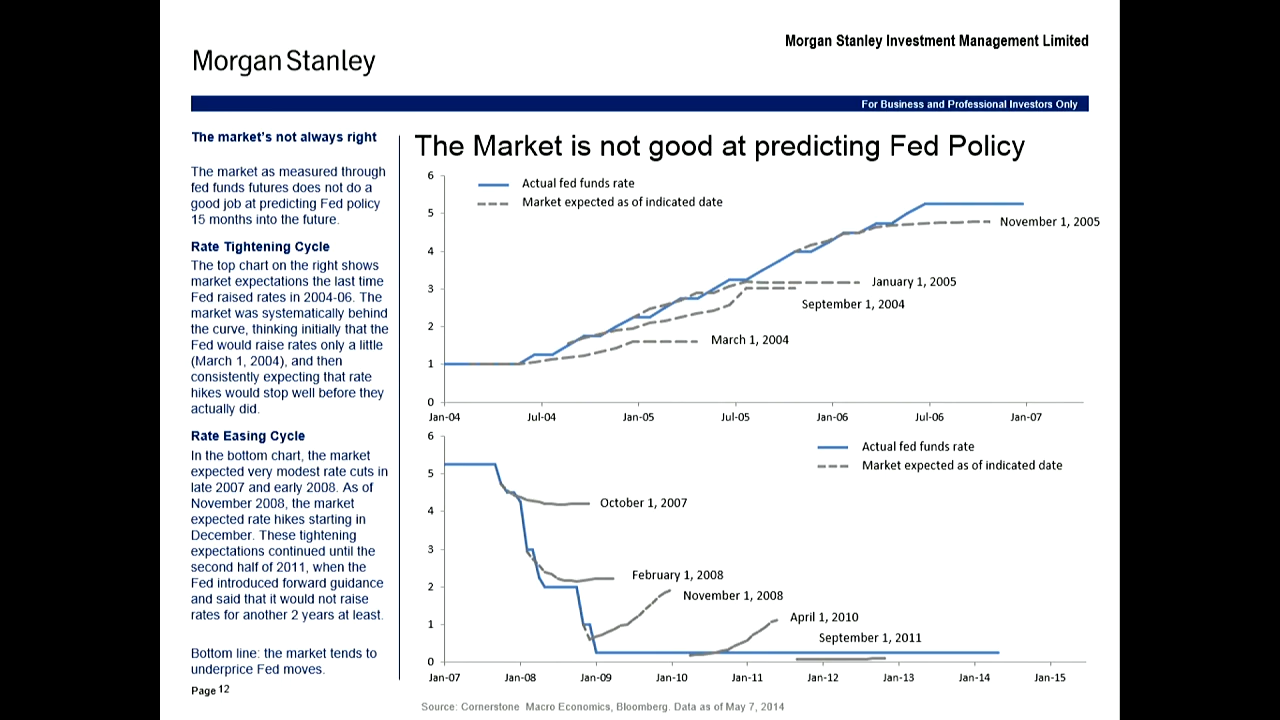 Morgan Stanley Investment Management Limited
Morgan Stanley
For Business and Professional Investors Only
The market's not always right
The market as measured through
fed funds futures does not do a
good job at predicting Fed policy
15 months into the future.
Rate Tightening Cycle
The top chart on the right shows
market expectations the last time
Fed raised rates in 2004-06. The
market was systematically behind
the curve, thinking initially that the
Fed would raise rates only a little
(March 1, 2004), and then
consistently expecting that rate
hikes would stop well before they
actually did.
Rate Easing Cycle
In the bottom chart, the market
expected very modest rate cuts in
late 2007 and early 2008. As of
November 2008, the market
expected rate hikes starting in
December. These tightening
expectations continued until the
second half of 2011, when the
Fed introduced forward guidance
and said that it would not raise
rates for another 2 years at least.
Bottom line: the market tends to
underprice Fed moves.
Page 12
The Market is not good at predicting Fed Policy
6
Actual fed funds rate
Market expected as of indicated date
5
November 1, 2005
4
January 1, 2005
3
September 1, 2004
2
March 1, 2004
1
0
Jan-04 Jul-04 Jan-05 Jul-05 Jan-06 Jul-06 Jan-07
6
Actual fed funds rate
Market expected as of indicated date
5
October 1, 2007
4
3
February 1, 2008
2
November 1, 2008
April 1, 2010
1
September 1, 2011
0
Jan-07 Jan-08 Jan-09 Jan-10 Jan-11 Jan-12 Jan-13 Jan-14 Jan-15
Source: Cornerstone Macro Economics, Bloomberg. Data as of May 7, 2014